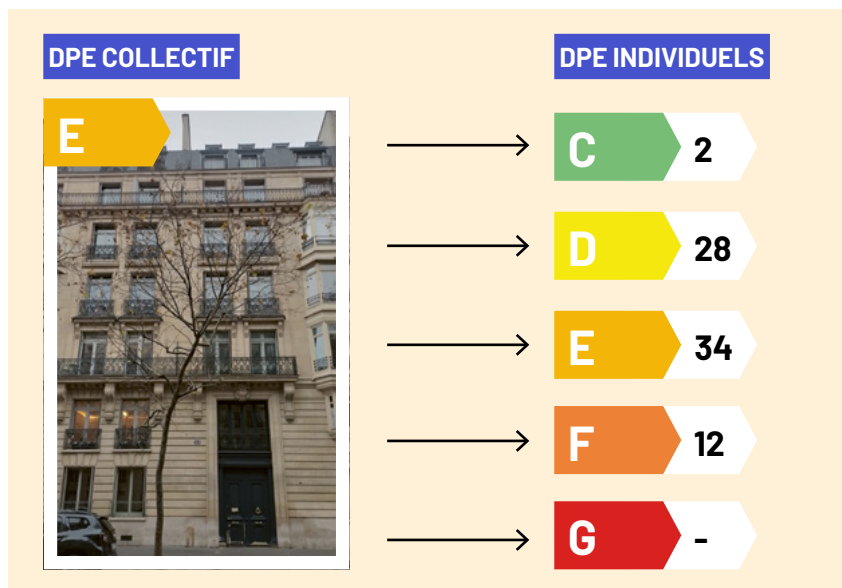 DPE COLLECTIF
DPE INDIVIDUELS
E
C 2
D 28
E 34
F 12
G -